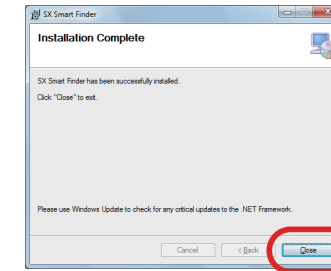 SX Smart Finder
Installation Complete
SX Smart Finder has been successfully installed.
Click "Close" to exit.
Please use Windows Update to check for any critical updates to the .NET Framework.
Cancel < Back Close